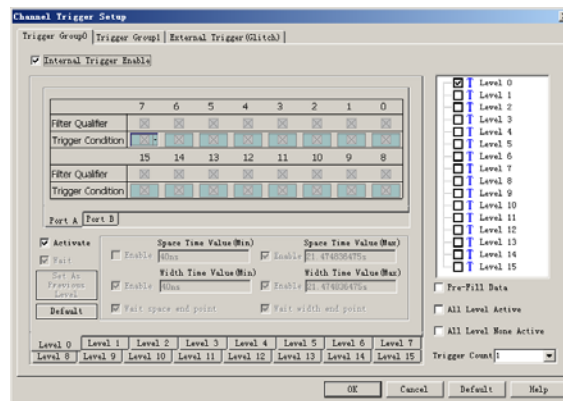 Channel Trigger Setup
Trigger Group0 Trigger Group1 External Trigger(Glitch)
Internal Trigger Enable
7 6 5 4 3 2 1 0
Filter Qualifier
Trigger Condition
15 14 13 12 11 10 9 8
Filter Qualifier
Trigger Condition
Port A Port B
Activate
Wait
Set As
Previous
Level
Default
Space Time Value(Min) Space Time Value(Max)
Enable 40ns Enable 21.474836475s
Width Time Value(Min) Width Time Value(Max)
Enable 40ns Enable 21.474836475s
Wait space end point Wait width end point
Level 0 Level 1 Level 2 Level 3 Level 4 Level 5 Level 6 Level 7
Level 8 Level 9 Level 10 Level 11 Level 12 Level 13 Level 14 Level 15
T Level 0
T Level 1
T Level 2
T Level 3
T Level 4
T Level 5
T Level 6
T Level 7
T Level 8
T Level 9
T Level 10
T Level 11
T Level 12
T Level 13
T Level 14
T Level 15
Pre-Fill Data
All Level Active
All Level None Active
Trigger Count 1
OK Cancel Default Help